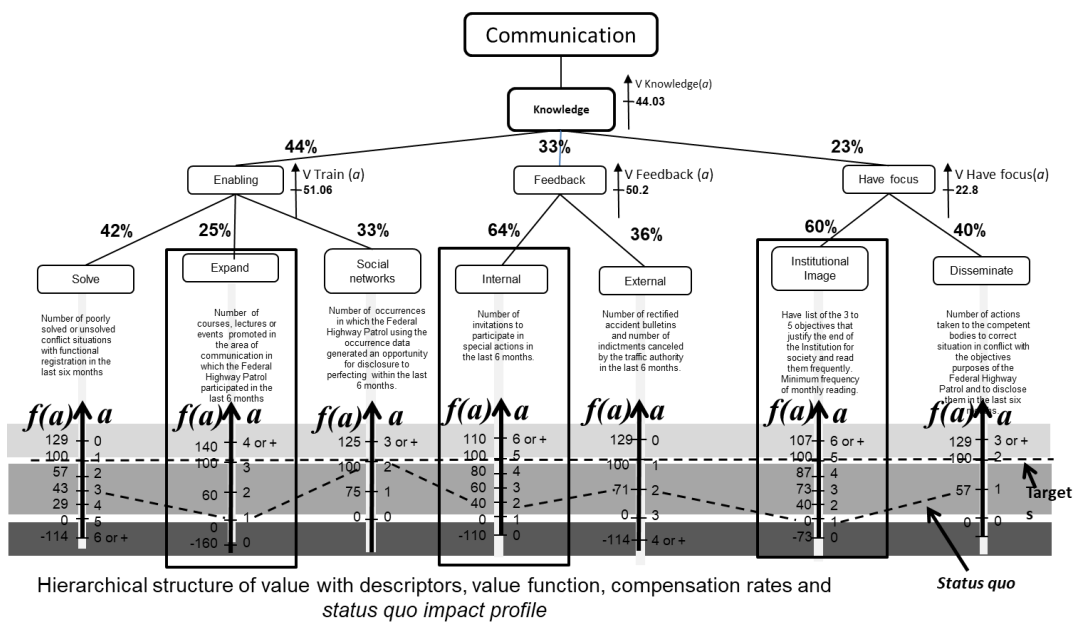 Communication
V Knowledge(a)
44.03
Knowledge
44%
33%
23%
Enabling
V Train (a)
51.06
Feedback
V Feedback (a)
50.2
Have focus
V Have focus(a)
22.8
42%
25%
33%
64%
36%
60%
40%
Solve
Expand
Social
networks
Internal
External
Institutional
Image
Disseminate
Number of poorly
solved or unsolved
conflict situations
with functional
registration in the
last six months
Number of
courses, lectures or
events promoted in
the area of
communication in
which the Federal
Highway Patrol
participated in the
last 6 months
Number of occurrences
in which the Federal
Highway Patrol using the
occurrence data
generated an opportunity
for disclosure to
perfecting within the last
6 months.
Number of
invitations to
participate in
special actions in
the last 6 months.
Number of rectified
accident bulletins
and number of
indictments canceled
by the traffic authority
in the last 6 months.
Have list of the 3 to
5 objectives that
justify the end of
the Institution for
society and read
them frequently.
Minimum frequency
of monthly reading.
Number of actions
taken to the competent
bodies to correct
situation in conflict with
the objectives
purposes of the
Federal Highway
Patrol and to disclose
them in the last six
f(a) a
129 0
100 1
57 2
43 3
29 4
0 5
-114 6 or +
f(a) a
140 4 or +
100 3
60 2
0 1
-160 0
f(a) a
125 3 or +
100 2
75 1
0 0
f(a) a
110 6 or +
100 5
80 4
60 3
40 2
0 1
-110 0
f(a) a
129 0
100 1
71 2
0 3
-114 4 or +
f(a) a
107 6 or +
100 5
87 4
73 3
40 2
0 1
-73 0
f(a) a
129 3 or +
100 2
57 1
0 0
Target
s
Status quo
Hierarchical structure of value with descriptors, value function, compensation rates and
status quo impact profile